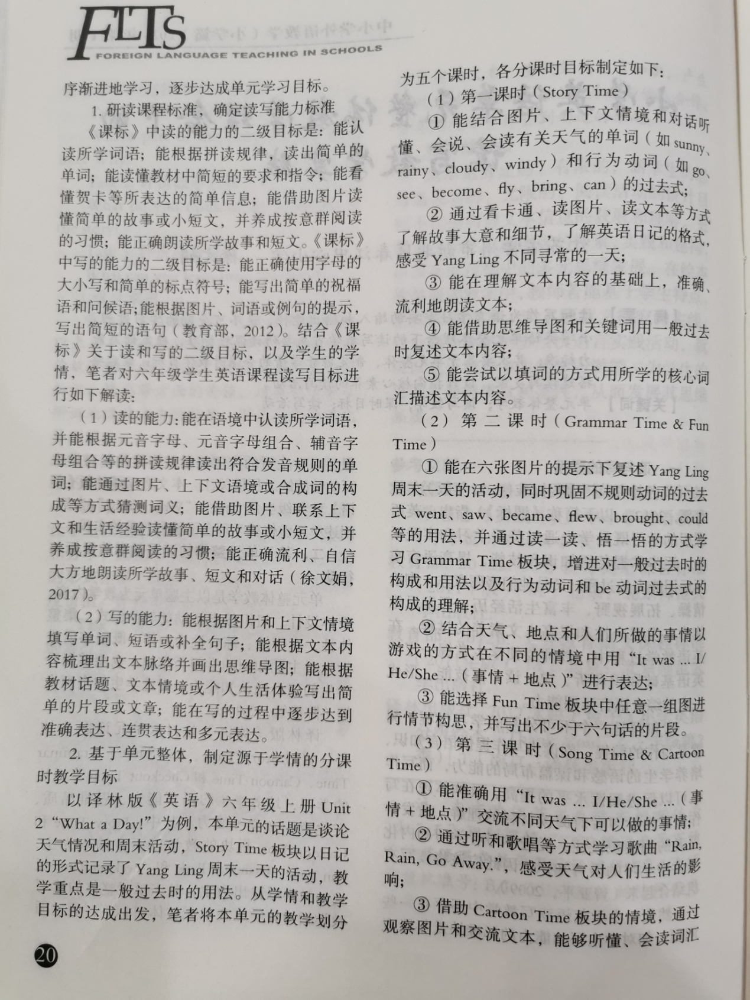 FLTS
FOREIGN LANGUAGE TEACHING IN SCHOOLS
序渐进地学习，逐步达成单元学习目标。
1. 研读课程标准，确定读写能力标准
《课标》中读的能力的二级目标是：能认
读所学词语；能根据拼读规律，读出简单的
单词；能读懂教材中简短的要求和指令；能看
懂贺卡等所表达的简单信息；能借助图片读
懂简单的故事或小短文，并养成按意群阅读
的习惯；能正确朗读所学故事和短文。《课标》
中写的能力的二级目标是：能正确使用字母的
大小写和简单的标点符号；能写出简单的祝福
语和问候语；能根据图片、词语或例句的提示，
写出简短的语句（教育部，2012）。结合《课
标》关于读和写的二级目标，以及学生的学
情，笔者对六年级学生英语课程读写目标进
行如下解读：
（1）读的能力：能在语境中认读所学词语，
并能根据元音字母、元音字母组合、辅音字
母组合等的拼读规律读出符合发音规则的单
词；能通过图片、上下文语境或合成词的构
成等方式猜测词义；能借助图片、联系上下
文和生活经验读懂简单的故事或小短文，并
养成按意群阅读的习惯；能正确流利、自信
大方地朗读所学故事、短文和对话（徐文娟，
2017）。
（2）写的能力：能根据图片和上下文情境
填写单词、短语或补全句子；能根据文本内
容梳理出文本脉络并画出思维导图；能根据
教材话题、文本情境或个人生活体验写出简
单的片段或文章；能在写的过程中逐步达到
准确表达、连贯表达和多元表达。
2. 基于单元整体，制定源于学情的分课
时教学目标
以译林版《英语》六年级上册 Unit
2 “What a Day!” 为例，本单元的话题是谈论
天气情况和周末活动，Story Time 板块以日记
的形式记录了 Yang Ling 周末一天的活动，教
学重点是一般过去时的用法。从学情和教学
目标的达成出发，笔者将本单元的教学划分
20
为五个课时，各分课时目标制定如下：
（1）第一课时（Story Time）
① 能结合图片、上下文情境和对话听
懂、会说、会读有关天气的单词（如 sunny、
rainy、cloudy、windy）和行为动词（如 go、
see、become、fly、bring、can）的过去式；
② 通过看卡通、读图片、读文本等方式
了解故事大意和细节，了解英语日记的格式，
感受 Yang Ling 不同寻常的一天；
③ 能在理解文本内容的基础上，准确、
流利地朗读文本；
④ 能借助思维导图和关键词用一般过去
时复述文本内容；
⑤ 能尝试以填词的方式用所学的核心词
汇描述文本内容。
（2）第二课时（Grammar Time & Fun
Time）
① 能在六张图片的提示下复述 Yang Ling
周末一天的活动，同时巩固不规则动词的过去
式 went、saw、became、flew、brought、could
等的用法，并通过读一读、悟一悟的方式学
习 Grammar Time 板块，增进对一般过去时的
构成和用法以及行为动词和 be 动词过去式的
构成的理解；
② 结合天气、地点和人们所做的事情以
游戏的方式在不同的情境中用 “It was ... I/
He/She ...（事情 + 地点）” 进行表达；
③ 能选择 Fun Time 板块中任意一组图进
行情节构思，并写出不少于六句话的片段。
（3）第三课时（Song Time & Cartoon
Time）
① 能准确用 “It was ... I/He/She ...（事
情 + 地点）” 交流不同天气下可以做的事情；
② 通过听和歌唱等方式学习歌曲 “Rain,
Rain, Go Away.”，感受天气对人们生活的影
响；
③ 借助 Cartoon Time 板块的情境，通过
观察图片和交流文本，能够听懂、会读词汇